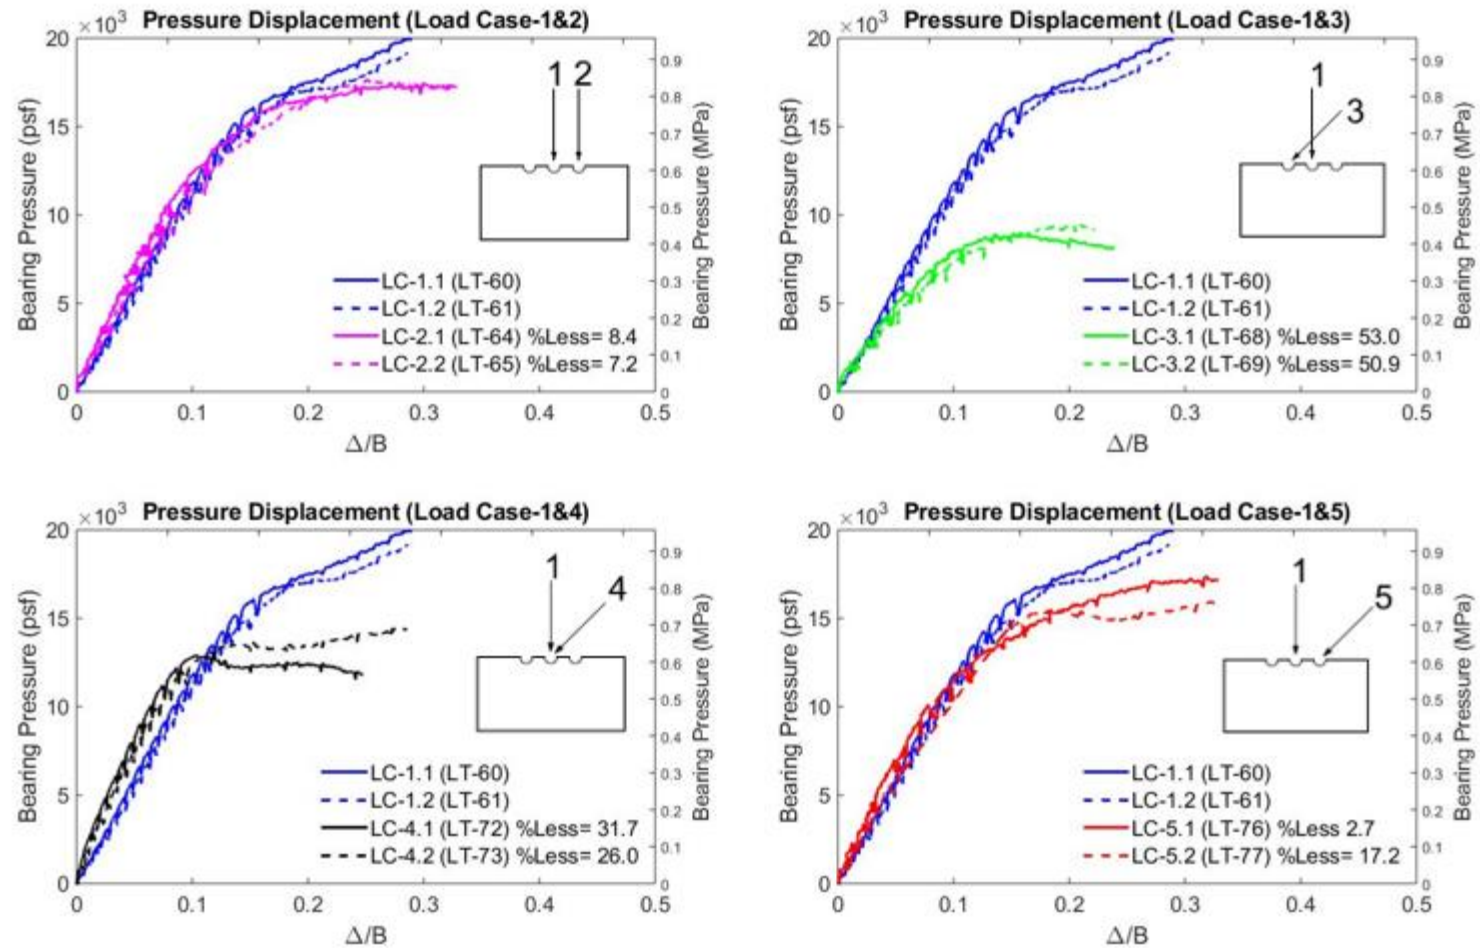 Pressure Displacement (Load Case-1&2)
×10³
20
15
10
5
0
Bearing Pressure (psf)
0 0.1 0.2 0.3 0.4 0.5
Δ/B
0.9
0.8
0.7
0.6
0.5
0.4
0.3
0.2
0.1
0
Bearing Pressure (MPa)
1 2
LC-1.1 (LT-60)
LC-1.2 (LT-61)
LC-2.1 (LT-64) %Less= 8.4
LC-2.2 (LT-65) %Less= 7.2
Pressure Displacement (Load Case-1&3)
×10³
20
15
10
5
0
Bearing Pressure (psf)
0 0.1 0.2 0.3 0.4 0.5
Δ/B
0.9
0.8
0.7
0.6
0.5
0.4
0.3
0.2
0.1
0
Bearing Pressure (MPa)
1
3
LC-1.1 (LT-60)
LC-1.2 (LT-61)
LC-3.1 (LT-68) %Less= 53.0
LC-3.2 (LT-69) %Less= 50.9
Pressure Displacement (Load Case-1&4)
×10³
20
15
10
5
0
Bearing Pressure (psf)
0 0.1 0.2 0.3 0.4 0.5
Δ/B
0.9
0.8
0.7
0.6
0.5
0.4
0.3
0.2
0.1
0
Bearing Pressure (MPa)
1
4
LC-1.1 (LT-60)
LC-1.2 (LT-61)
LC-4.1 (LT-72) %Less= 31.7
LC-4.2 (LT-73) %Less= 26.0
Pressure Displacement (Load Case-1&5)
×10³
20
15
10
5
0
Bearing Pressure (psf)
0 0.1 0.2 0.3 0.4 0.5
Δ/B
0.9
0.8
0.7
0.6
0.5
0.4
0.3
0.2
0.1
0
Bearing Pressure (MPa)
1
5
LC-1.1 (LT-60)
LC-1.2 (LT-61)
LC-5.1 (LT-76) %Less 2.7
LC-5.2 (LT-77) %Less= 17.2